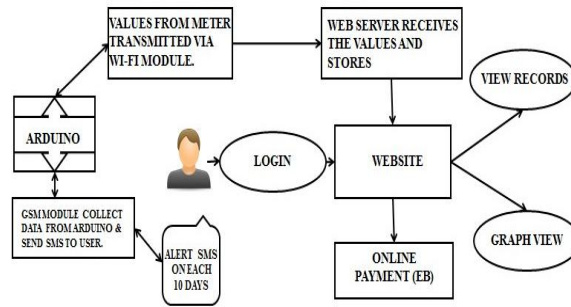 VALUES FROM METER
TRANSMITTED VIA
WI-FI MODULE.
WEB SERVER RECEIVES
THE VALUES AND
STORES
VIEW RECORDS
ARDUINO
LOGIN
WEBSITE
GSM MODULE COLLECT
DATA FROM ARDUINO &
SEND SMS TO USER.
ALERT SMS
ON EACH
10 DAYS
ONLINE
PAYMENT (EB)
GRAPH VIEW